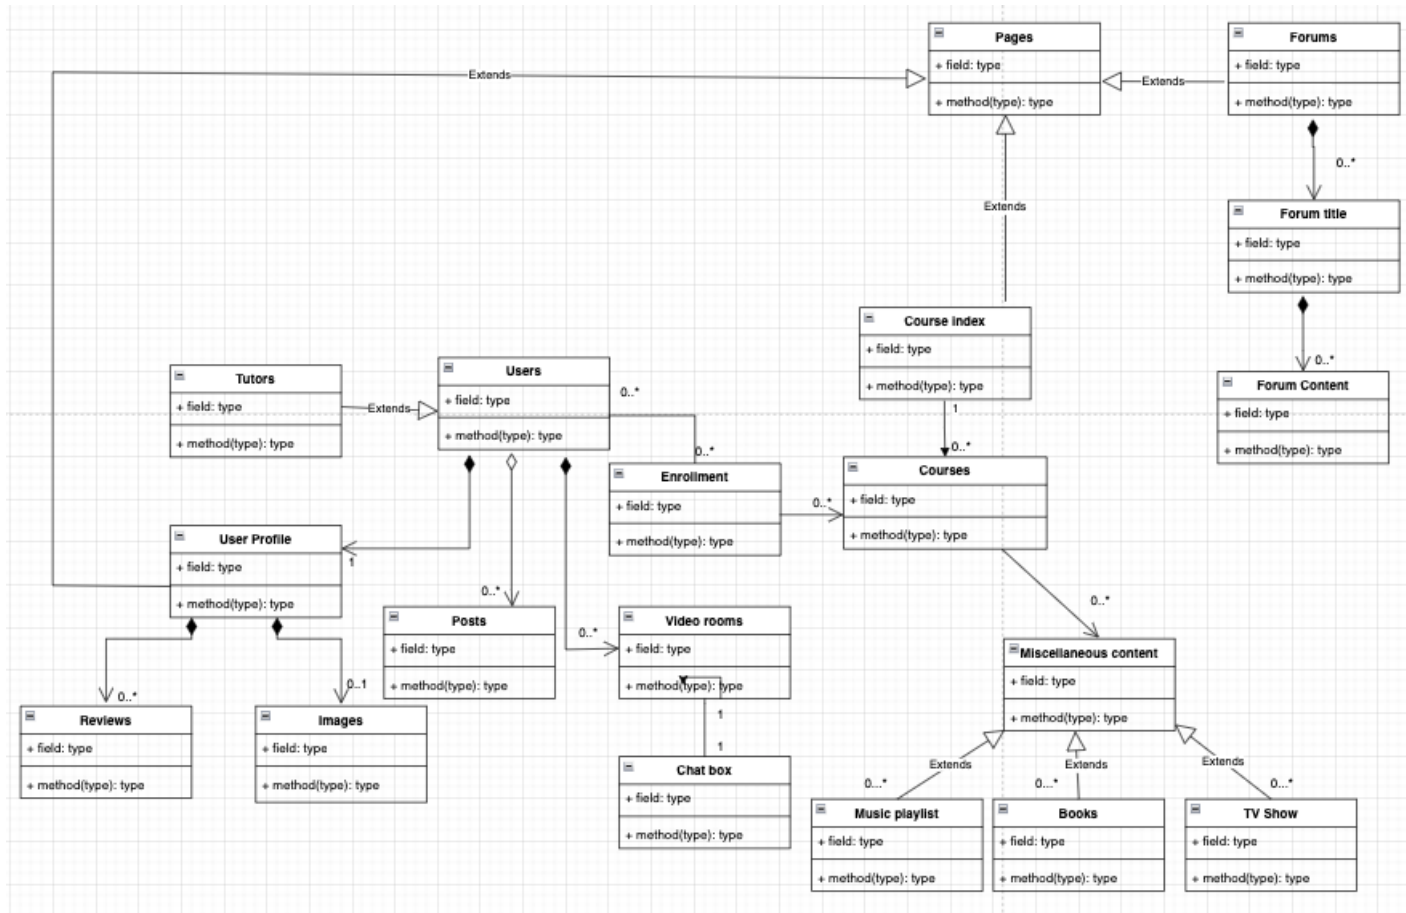 Pages
+ field: type
+ method(type): type
Forums
+ field: type
+ method(type): type
Extends
Extends
0..*
Extends
Forum title
+ field: type
+ method(type): type
0..*
Course index
+ field: type
+ method(type): type
1
0..*
Forum Content
+ field: type
+ method(type): type
Tutors
+ field: type
+ method(type): type
Extends
Users
+ field: type
+ method(type): type
0..*
0..*
Enrollment
+ field: type
+ method(type): type
0..*
Courses
+ field: type
+ method(type): type
User Profile
+ field: type
+ method(type): type
1
0..*
Posts
+ field: type
+ method(type): type
0..*
Video rooms
+ field: type
+ method(type): type
1
1
0..*
Miscellaneous content
+ field: type
+ method(type): type
0..*
0..1
Reviews
+ field: type
+ method(type): type
Images
+ field: type
+ method(type): type
Chat box
+ field: type
+ method(type): type
Extends
Extends
Extends
0...*
0...*
0...*
Music playlist
+ field: type
+ method(type): type
Books
+ field: type
+ method(type): type
TV Show
+ field: type
+ method(type): type